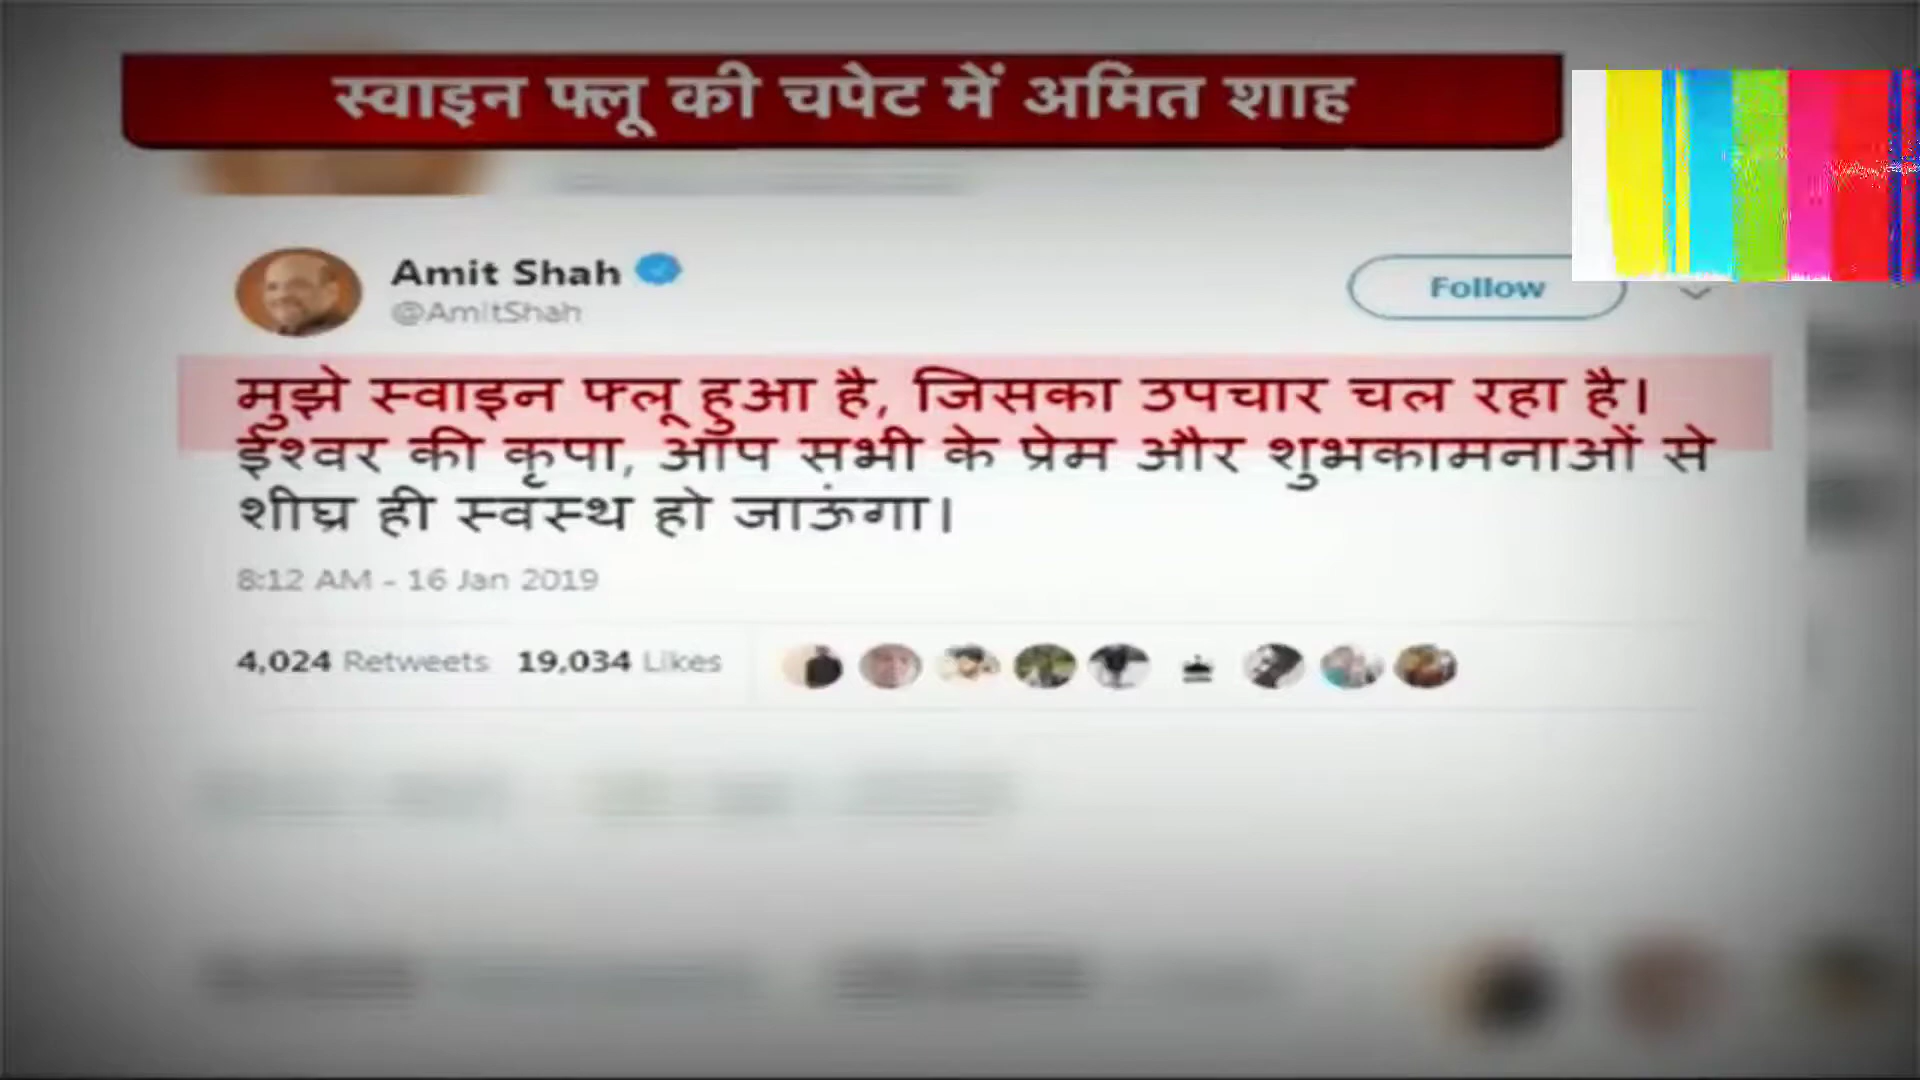 स्वाइन फ्लू की चपेट में अमित शाह
Amit Shah
@AmitShah
Follow
मुझे स्वाइन फ्लू हुआ है, जिसका उपचार चल रहा है।
ईश्वर की कृपा, आप सभी के प्रेम और शुभकामनाओं से
शीघ्र ही स्वस्थ हो जाऊंगा।
8:12 AM - 16 Jan 2019
4,024 Retweets 19,034 Likes